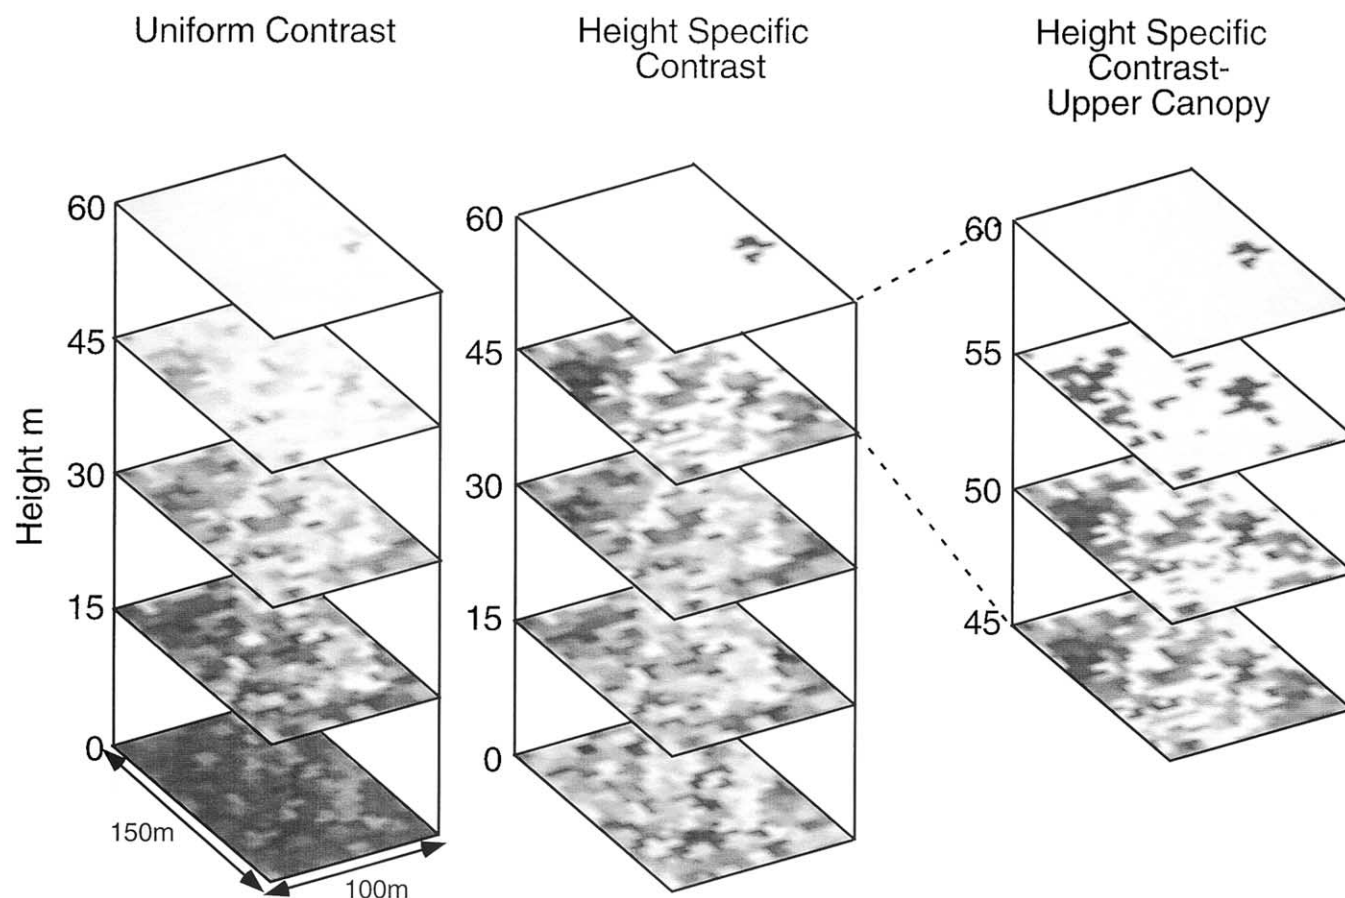 Uniform Contrast
Height Specific
Contrast
Height Specific
Contrast-
Upper Canopy
Height m
60
45
30
15
0
150m
100m
60
45
30
15
0
60
55
50
45